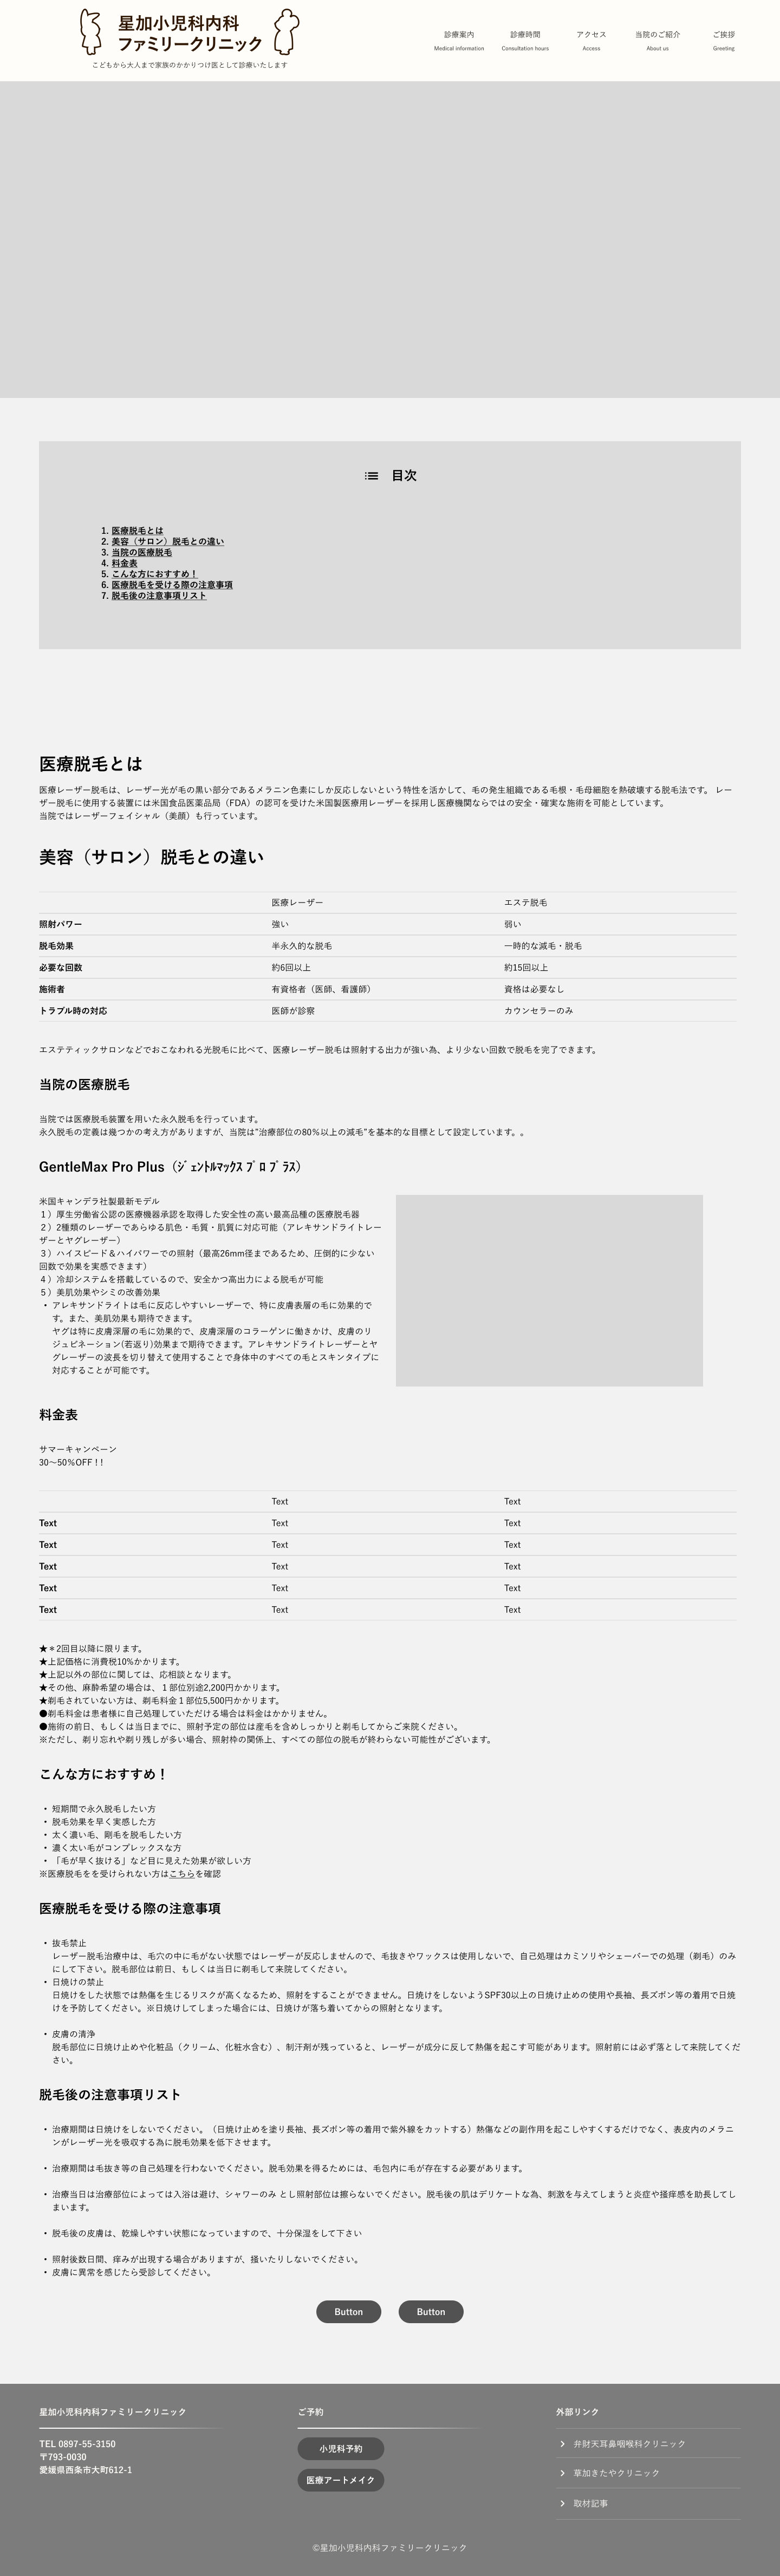 星加小児科内科
ファミリークリニック
こどもから大人まで家族のかかりつけ医として診療いたします
診療案内
Medical information
診療時間
Consultation hours
アクセス
Access
当院のご紹介
About us
ご挨拶
Greeting
目次
1. 医療脱毛とは
2. 美容（サロン）脱毛との違い
3. 当院の医療脱毛
4. 料金表
5. こんな方におすすめ！
6. 医療脱毛を受ける際の注意事項
7. 脱毛後の注意事項リスト
医療脱毛とは
医療レーザー脱毛は、レーザー光が毛の黒い部分であるメラニン色素にしか反応しないという特性を活かして、毛の発生組織である毛根・毛母細胞を熱破壊する脱毛法です。 レー
ザー脱毛に使用する装置には米国食品医薬品局（FDA）の認可を受けた米国製医療用レーザーを採用し医療機関ならではの安全・確実な施術を可能としています。
当院ではレーザーフェイシャル（美顔）も行っています。
美容（サロン）脱毛との違い
医療レーザー エステ脱毛
照射パワー 強い 弱い
脱毛効果 半永久的な脱毛 一時的な減毛・脱毛
必要な回数 約6回以上 約15回以上
施術者 有資格者（医師、看護師） 資格は必要なし
トラブル時の対応 医師が診察 カウンセラーのみ
エステティックサロンなどでおこなわれる光脱毛に比べて、医療レーザー脱毛は照射する出力が強い為、より少ない回数で脱毛を完了できます。
当院の医療脱毛
当院では医療脱毛装置を用いた永久脱毛を行っています。
永久脱毛の定義は幾つかの考え方がありますが、当院は"治療部位の80％以上の減毛"を基本的な目標として設定しています。。
GentleMax Pro Plus（ｼﾞｪﾝﾄﾙﾏｯｸｽ ﾌﾟﾛ ﾌﾟﾗｽ）
米国キャンデラ社製最新モデル
１）厚生労働省公認の医療機器承認を取得した安全性の高い最高品種の医療脱毛器
２）2種類のレーザーであらゆる肌色・毛質・肌質に対応可能（アレキサンドライトレー
ザーとヤグレーザー）
３）ハイスピード＆ハイパワーでの照射（最高26mm径まであるため、圧倒的に少ない
回数で効果を実感できます）
４）冷却システムを搭載しているので、安全かつ高出力による脱毛が可能
５）美肌効果やシミの改善効果
・ アレキサンドライトは毛に反応しやすいレーザーで、特に皮膚表層の毛に効果的で
す。また、美肌効果も期待できます。
ヤグは特に皮膚深層の毛に効果的で、皮膚深層のコラーゲンに働きかけ、皮膚のリ
ジュビネーション(若返り)効果まで期待できます。アレキサンドライトレーザーとヤ
グレーザーの波長を切り替えて使用することで身体中のすべての毛とスキンタイプに
対応することが可能です。
料金表
サマーキャンペーン
30〜50％OFF！!
Text Text
Text Text Text
Text Text Text
Text Text Text
Text Text Text
Text Text Text
★＊2回目以降に限ります。
★上記価格に消費税10%かかります。
★上記以外の部位に関しては、応相談となります。
★その他、麻酔希望の場合は、１部位別途2,200円かかります。
★剃毛されていない方は、剃毛料金１部位5,500円かかります。
●剃毛料金は患者様に自己処理していただける場合は料金はかかりません。
●施術の前日、もしくは当日までに、照射予定の部位は産毛を含めしっかりと剃毛してからご来院ください。
※ただし、剃り忘れや剃り残しが多い場合、照射枠の関係上、すべての部位の脱毛が終わらない可能性がございます。
こんな方におすすめ！
・ 短期間で永久脱毛したい方
・ 脱毛効果を早く実感した方
・ 太く濃い毛、剛毛を脱毛したい方
・ 濃く太い毛がコンプレックスな方
・ 「毛が早く抜ける」など目に見えた効果が欲しい方
※医療脱毛をを受けられない方はこちらを確認
医療脱毛を受ける際の注意事項
・ 抜毛禁止
レーザー脱毛治療中は、毛穴の中に毛がない状態ではレーザーが反応しませんので、毛抜きやワックスは使用しないで、自己処理はカミソリやシェーバーでの処理（剃毛）のみ
にして下さい。脱毛部位は前日、もしくは当日に剃毛して来院してください。
・ 日焼けの禁止
日焼けをした状態では熱傷を生じるリスクが高くなるため、照射をすることができません。日焼けをしないようSPF30以上の日焼け止めの使用や長袖、長ズボン等の着用で日焼
けを予防してください。※日焼けしてしまった場合には、日焼けが落ち着いてからの照射となります。
・ 皮膚の清浄
脱毛部位に日焼け止めや化粧品（クリーム、化粧水含む）、制汗剤が残っていると、レーザーが成分に反して熱傷を起こす可能があります。照射前には必ず落として来院してくだ
さい。
脱毛後の注意事項リスト
・ 治療期間は日焼けをしないでください。（日焼け止めを塗り長袖、長ズボン等の着用で紫外線をカットする）熱傷などの副作用を起こしやすくするだけでなく、表皮内のメラニ
ンがレーザー光を吸収する為に脱毛効果を低下させます。
・ 治療期間は毛抜き等の自己処理を行わないでください。脱毛効果を得るためには、毛包内に毛が存在する必要があります。
・ 治療当日は治療部位によっては入浴は避け、シャワーのみ とし照射部位は擦らないでください。脱毛後の肌はデリケートな為、刺激を与えてしまうと炎症や掻痒感を助長してし
まいます。
・ 脱毛後の皮膚は、乾燥しやすい状態になっていますので、十分保湿をして下さい
・ 照射後数日間、痒みが出現する場合がありますが、掻いたりしないでください。
・ 皮膚に異常を感じたら受診してください。
Button Button
星加小児科内科ファミリークリニック
TEL 0897-55-3150
〒793-0030
愛媛県西条市大町612-1
ご予約
小児科予約
医療アートメイク
外部リンク
弁財天耳鼻咽喉科クリニック
草加きたやクリニック
取材記事
©星加小児科内科ファミリークリニック